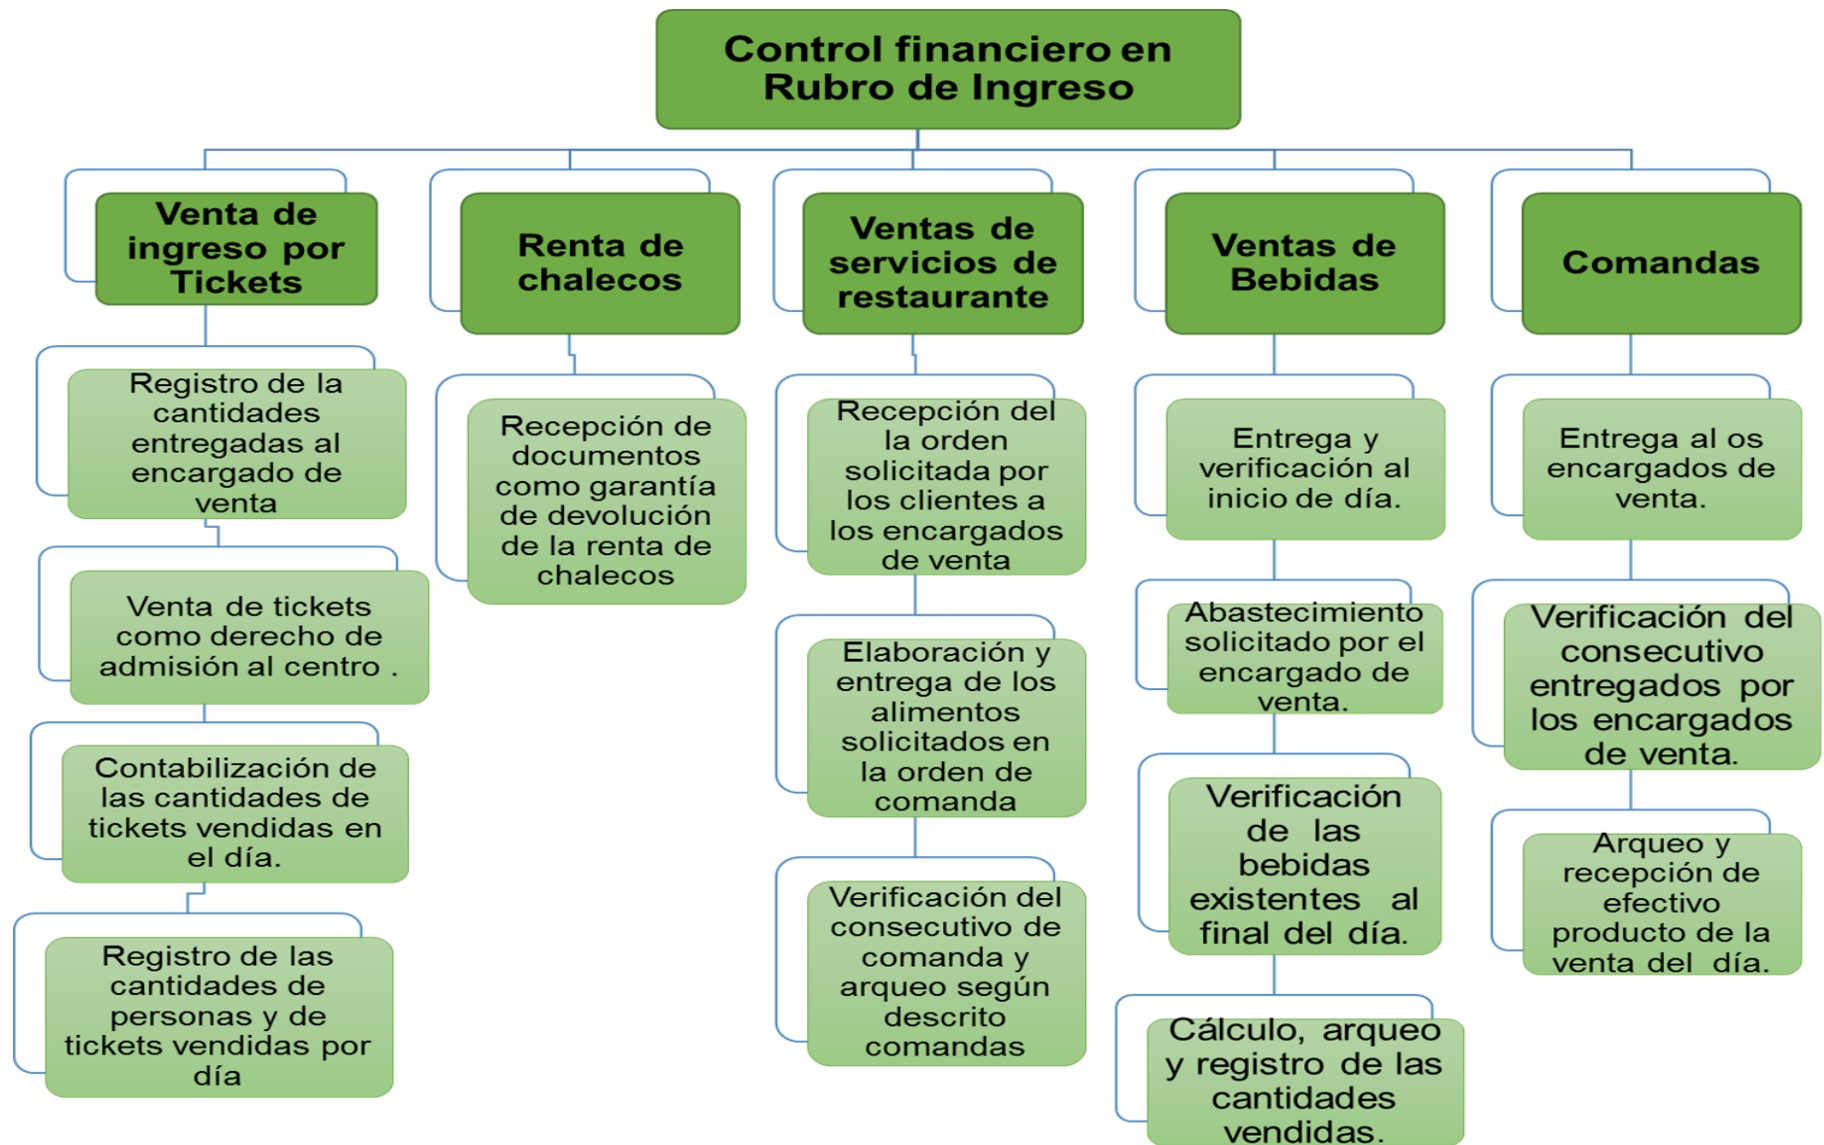 Control financiero en
Rubro de Ingreso
Venta de
ingreso por
Tickets
Registro de la
cantidades
entregadas al
encargado de
venta
Venta de tickets
como derecho de
admisión al centro .
Contabilización de
las cantidades de
tickets vendidas en
el día.
Registro de las
cantidades de
personas y de
tickets vendidas por
día
Renta de
chalecos
Recepción de
documentos
como garantía
de devolución
de la renta de
chalecos
Ventas de
servicios de
restaurante
Recepción del
la orden
solicitada por
los clientes a
los encargados
de venta
Elaboración y
entrega de los
alimentos
solicitados en
la orden de
comanda
Verificación del
consecutivo de
comanda y
arqueo según
descrito
comandas
Ventas de
Bebidas
Entrega y
verificación al
inicio de día.
Abastecimiento
solicitado por el
encargado de
venta.
Verificación
de las
bebidas
existentes al
final del día.
Cálculo, arqueo
y registro de las
cantidades
vendidas.
Comandas
Entrega al os
encargados de
venta.
Verificación del
consecutivo
entregados por
los encargados
de venta.
Arqueo y
recepción de
efectivo
producto de la
venta del día.